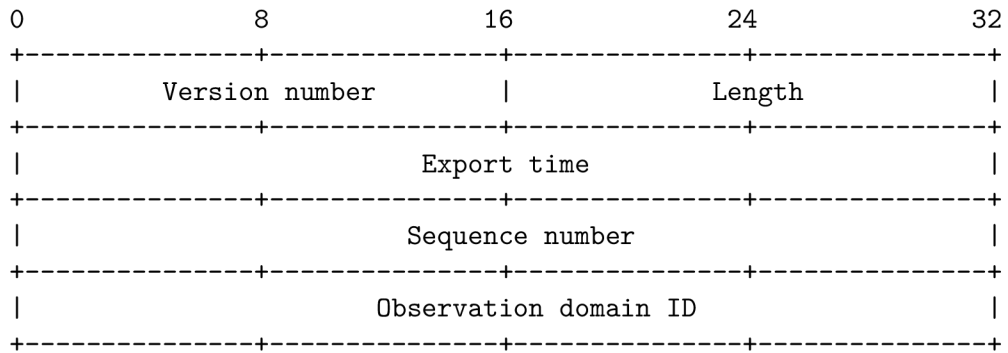 0 8 16 24 32
+---------------+---------------+---------------+---------------+
| Version number | Length |
+---------------+---------------+---------------+---------------+
| Export time |
+---------------+---------------+---------------+---------------+
| Sequence number |
+---------------+---------------+---------------+---------------+
| Observation domain ID |
+---------------+---------------+---------------+---------------+